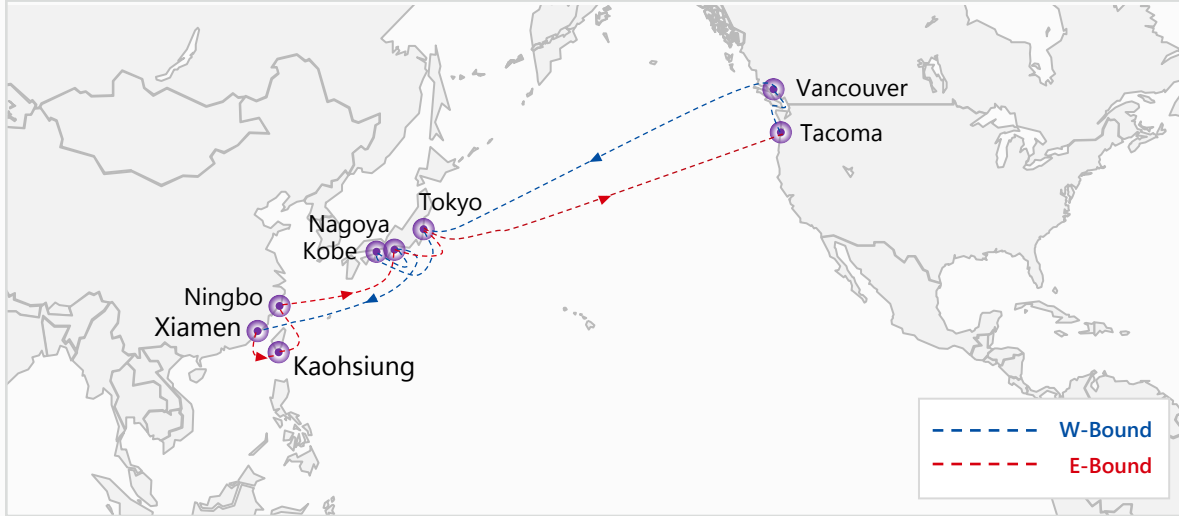 Vancouver
Tacoma
Tokyo
Nagoya
Kobe
Ningbo
Xiamen
Kaohsiung
W-Bound
E-Bound